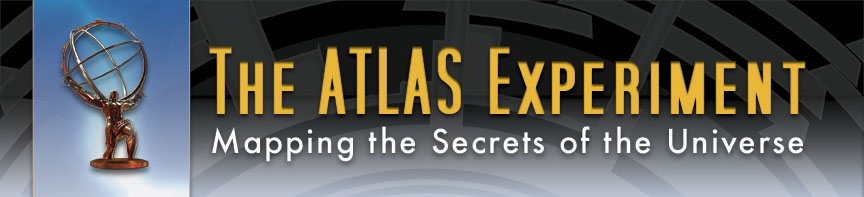 The ATLAS Experiment
Mapping the Secrets of the Universe